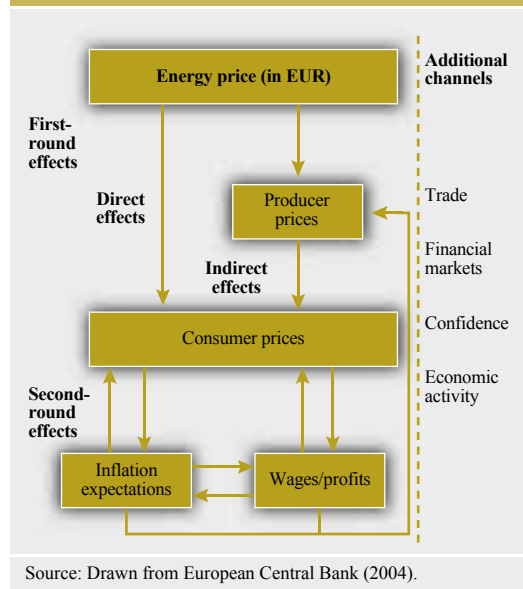 Energy price (in EUR)
Additional
channels
First-
round
effects
Direct
effects
Producer
prices
Trade
Indirect
effects
Financial
markets
Consumer prices
Confidence
Economic
activity
Second-
round
effects
Inflation
expectations
Wages/profits
Source: Drawn from European Central Bank (2004).